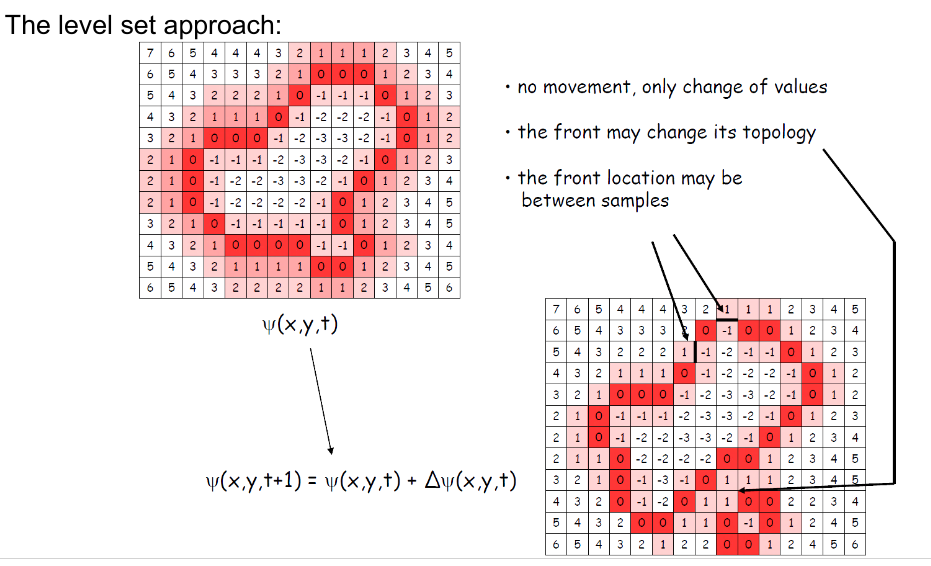 The level set approach:
7 6 5 4 4 4 3 2 1 1 1 2 3 4 5
6 5 4 3 3 3 2 1 0 0 0 1 2 3 4
5 4 3 2 2 2 1 0 -1 -1 -1 0 1 2 3
4 3 2 1 1 1 0 -1 -2 -2 -2 -1 0 1 2
3 2 1 0 0 0 -1 -2 -3 -3 -2 -1 0 1 2
2 1 0 -1 -1 -1 -2 -3 -3 -2 -1 0 1 2 3
2 1 0 -1 -2 -2 -3 -3 -2 -1 0 1 2 3 4
2 1 0 -1 -2 -2 -2 -2 -1 0 1 2 3 4 5
3 2 1 0 -1 -1 -1 -1 -1 0 1 2 3 4 5
4 3 2 1 0 0 0 0 -1 -1 0 1 2 3 4
5 4 3 2 1 1 1 1 0 0 1 2 3 4 5
6 5 4 3 2 2 2 2 1 1 2 3 4 5 6
ψ(x,y,t)
• no movement, only change of values
• the front may change its topology
• the front location may be
between samples
ψ(x,y,t+1) = ψ(x,y,t) + Δψ(x,y,t)
7 6 5 4 4 4 3 2 1 1 1 2 3 4 5
6 5 4 3 3 3 0 -1 0 0 1 2 3 4
5 4 3 2 2 2 1 -1 -2 -1 -1 0 1 2 3
4 3 2 1 1 1 0 -1 -2 -2 -2 -1 0 1 2
3 2 1 0 0 0 -1 -2 -3 -3 -2 -1 0 1 2
2 1 0 -1 -1 -1 -2 -3 -3 -2 -1 0 1 2 3
2 1 0 -1 -2 -2 -3 -3 -2 -1 0 1 2 3 4
2 1 1 0 -2 -2 -2 -2 0 0 1 2 3 4 5
3 2 1 0 -1 -3 -1 0 1 1 1 2 3 4 5
4 3 2 0 -1 -2 0 1 1 0 0 2 2 3 4
5 4 3 2 0 0 1 1 0 -1 0 1 2 4 5
6 5 4 3 2 1 2 2 0 0 1 2 4 5 6